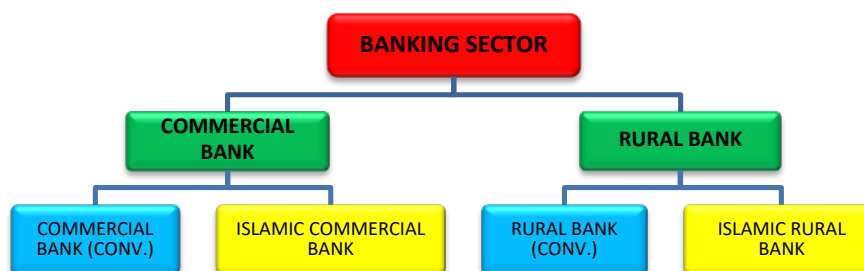 BANKING SECTOR
COMMERCIAL
BANK
RURAL BANK
COMMERCIAL
BANK (CONV.)
ISLAMIC COMMERCIAL
BANK
RURAL BANK
(CONV.)
ISLAMIC RURAL
BANK